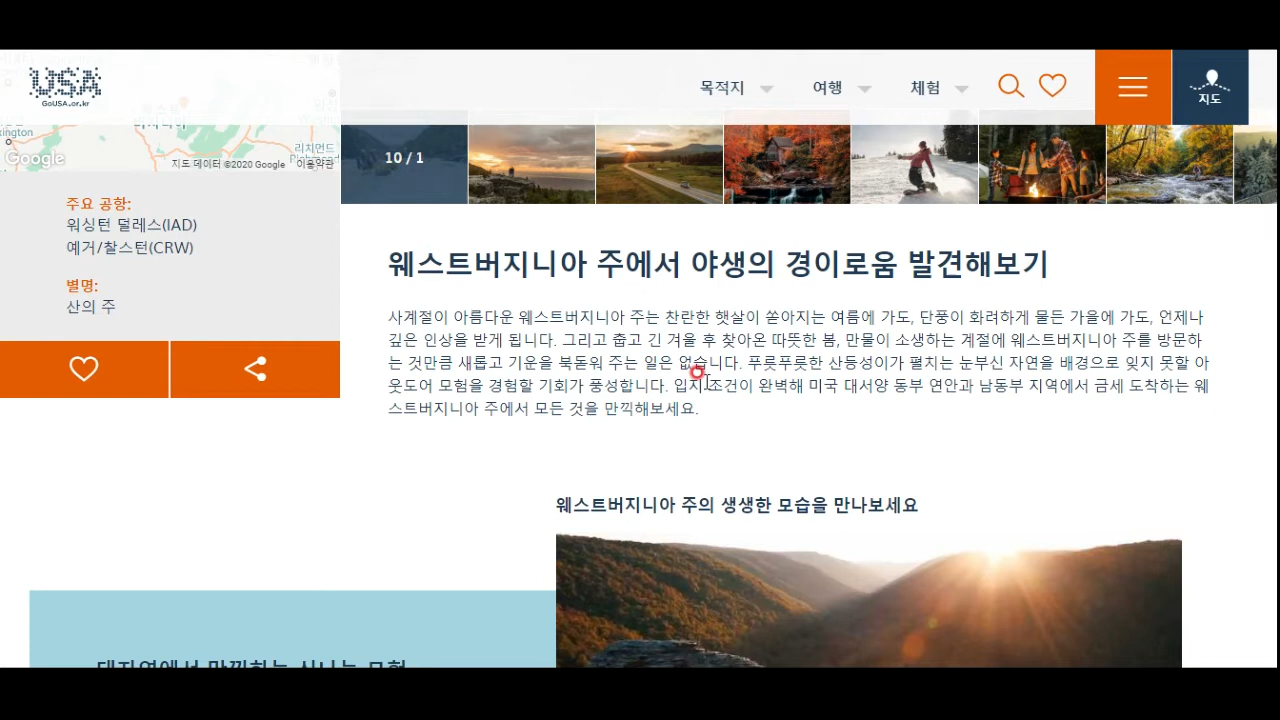 USA
GoUSA.or.kr
목적지
여행
체험
지도
리치먼드
Google
지도 데이터 ©2020 Google
이용약관
10 / 1
주요 공항:
워싱턴 덜레스(IAD)
예거/찰스턴(CRW)
별명:
산의 주
웨스트버지니아 주에서 야생의 경이로움 발견해보기
사계절이 아름다운 웨스트버지니아 주는 찬란한 햇살이 쏟아지는 여름에 가도, 단풍이 화려하게 물든 가을에 가도, 언제나
깊은 인상을 받게 됩니다. 그리고 춥고 긴 겨울 후 찾아온 따뜻한 봄, 만물이 소생하는 계절에 웨스트버지니아 주를 방문하
는 것만큼 새롭고 기운을 북돋워 주는 일은 없습니다. 푸릇푸릇한 산등성이가 펼치는 눈부신 자연을 배경으로 잊지 못할 아
웃도어 모험을 경험할 기회가 풍성합니다. 입지 조건이 완벽해 미국 대서양 동부 연안과 남동부 지역에서 금세 도착하는 웨
스트버지니아 주에서 모든 것을 만끽해보세요.
웨스트버지니아 주의 생생한 모습을 만나보세요